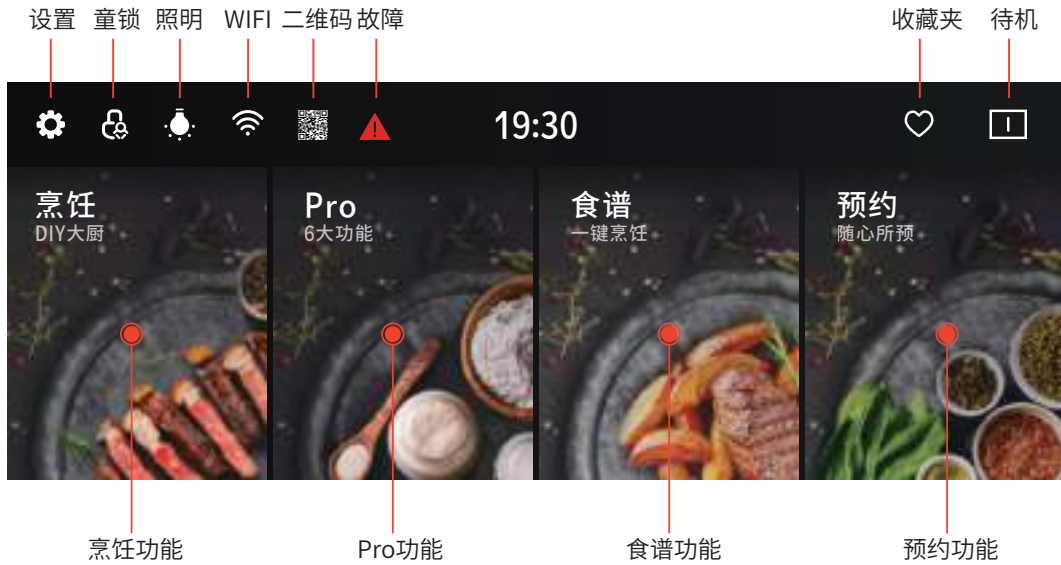 设置 童锁 照明 WIFI 二维码 故障 收藏夹 待机
19:30
烹饪 Pro 食谱 预约
DIY大厨 6大功能 一键烹饪 随心所预
烹饪功能 Pro功能 食谱功能 预约功能